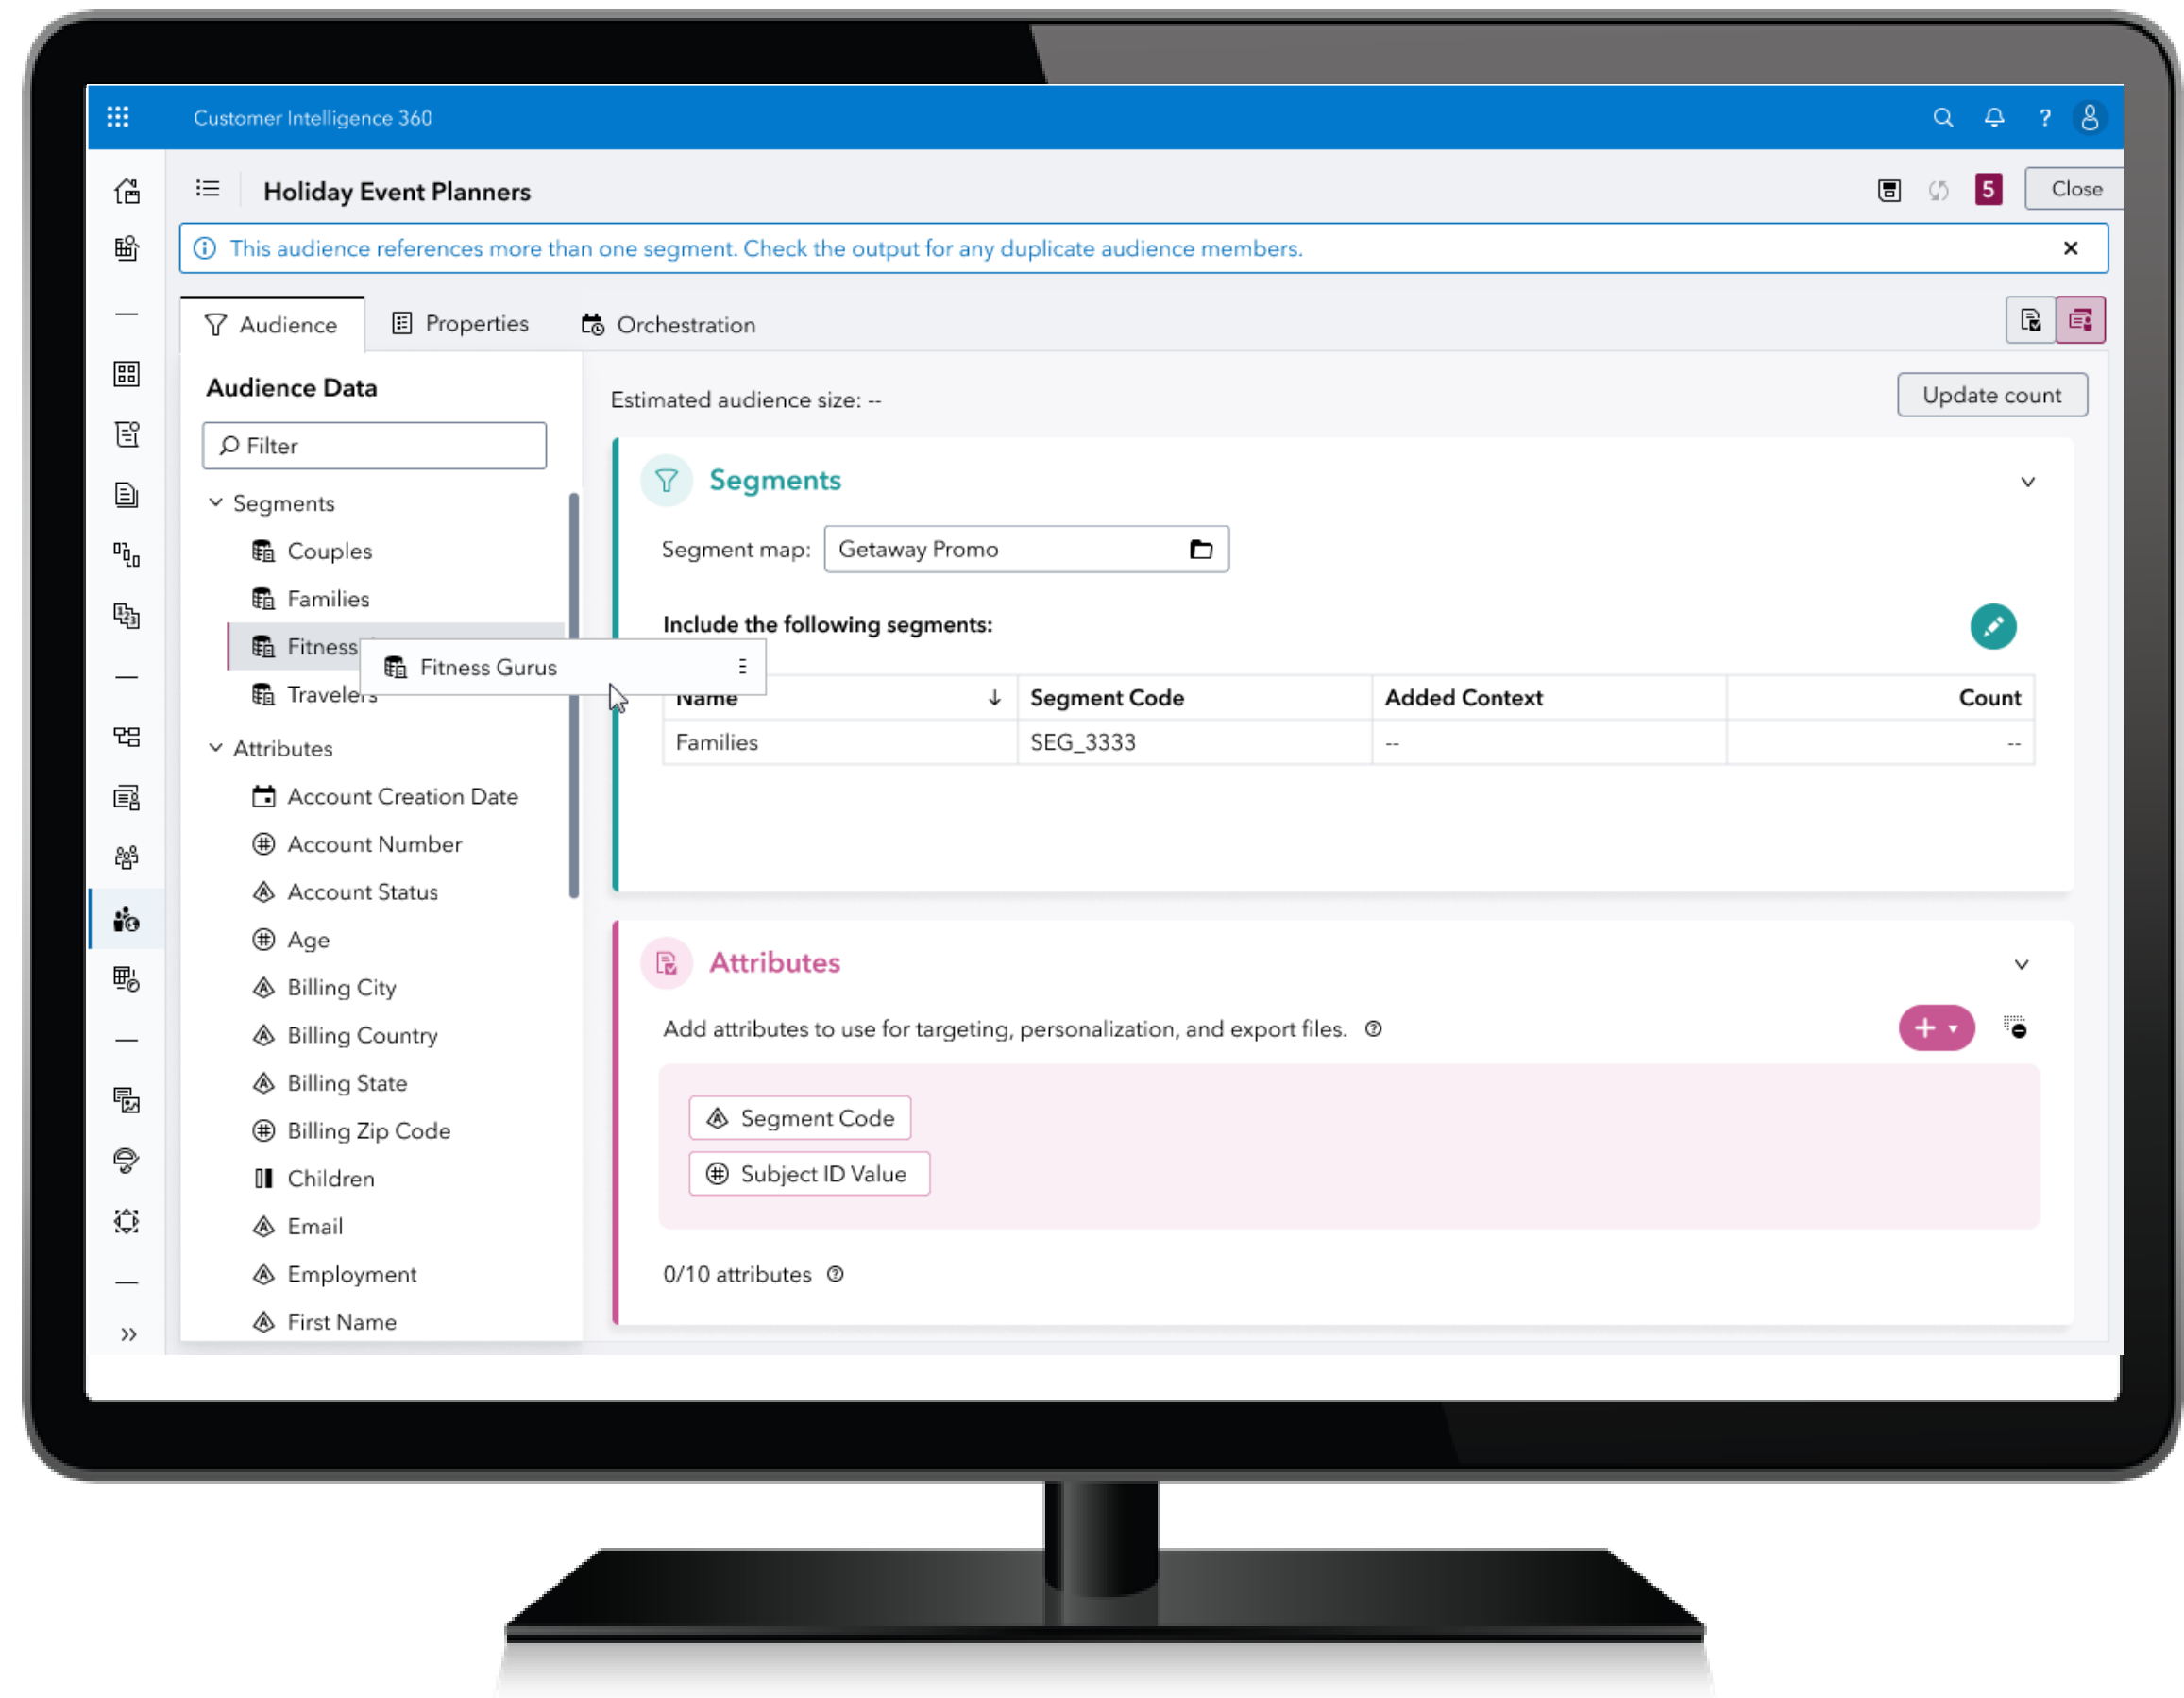 Customer Intelligence 360
?
Holiday Event Planners
5
Close
This audience references more than one segment. Check the output for any duplicate audience members.
Audience
Properties
Orchestration
Audience Data
Filter
Segments
Couples
Families
Fitness
Travelers
Attributes
Account Creation Date
Account Number
Account Status
Age
Billing City
Billing Country
Billing State
Billing Zip Code
Children
Email
Employment
First Name
Fitness Gurus
Estimated audience size: --
Update count
Segments
Segment map: Getaway Promo
Include the following segments:
Name Segment Code Added Context Count
Families SEG_3333 -- --
Attributes
Add attributes to use for targeting, personalization, and export files.
Segment Code
Subject ID Value
0/10 attributes